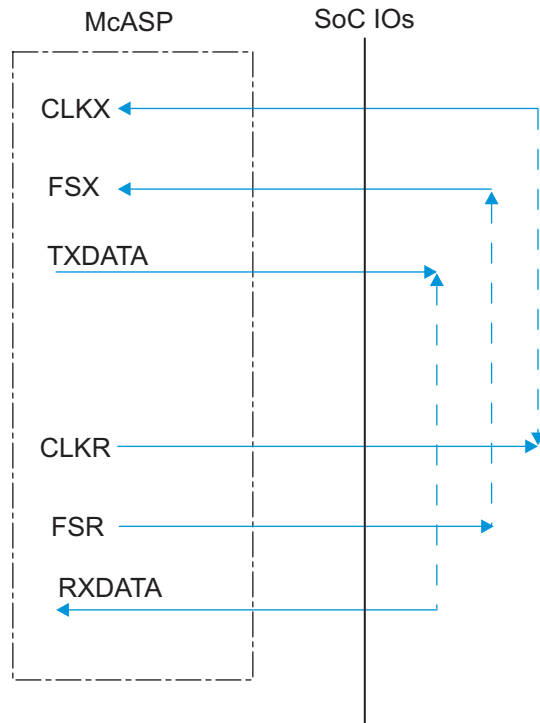 McASP
SoC IOs
CLKX
FSX
TXDATA
CLKR
FSR
RXDATA